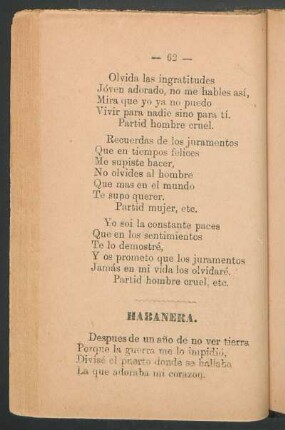 — 62 —
Olvida las ingratitudes
Jóven adorado, no me hables así,
Mira que yo ya no puedo
Vivir para nadie sino para tí.
Partid hombre cruel.
Recuerdas de los juramentos
Que en tiempos felices
Me supiste hacer,
No olvides al hombre
Que mas en el mundo
Te supo querer.
Partid mujer, etc.
Yo soi la constante paces
Que en los sentimientos
Te lo demostré,
Y os prometo que los juramentos
Jamás en mi vida los olvidaré.
Partid hombre cruel, etc.
HABANERA.
Despues de un año de no ver tierra
Porque la guerra me lo impidió,
Divisé el puerto donde se hallaba
La que adoraba mi corazon.